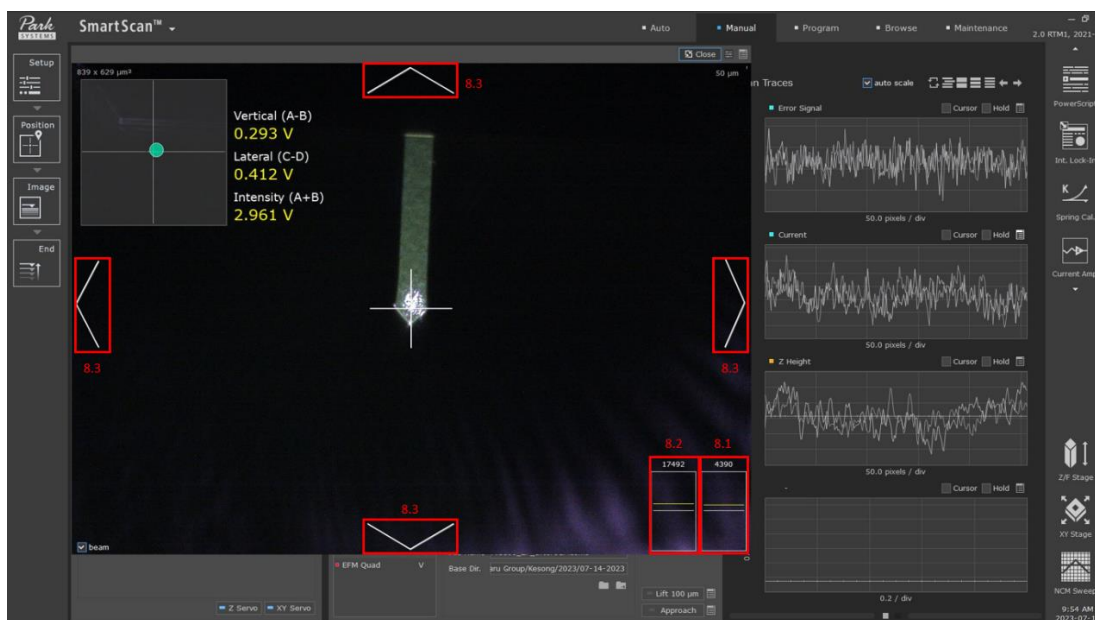 Park
SYSTEMS
SmartScan™
Auto
Manual
Program
Browse
Maintenance
2.0 RTM1, 2021-
Setup
Position
Image
End
Close
839 x 629 µm²
50 µm
8.3
Vertical (A-B)
0.293 V
Lateral (C-D)
0.412 V
Intensity (A+B)
2.961 V
8.3
8.3
8.2
8.1
17492
4390
8.3
beam
n Traces
auto scale
Error Signal
Cursor
Hold
50.0 pixels / div
Current
Cursor
Hold
50.0 pixels / div
Z Height
Cursor
Hold
50.0 pixels / div
-
Cursor
Hold
0.2 / div
PowerScript
Int. Lock-In
Spring Cal.
Current Amp
Z/F Stage
XY Stage
NCM Sweep
EFM Quad
V
Base Dir.
aru Group/Kesong/2023/07-14-2023
Z Servo
XY Servo
Lift 100 µm
Approach
9:54 AM
2023-07-1